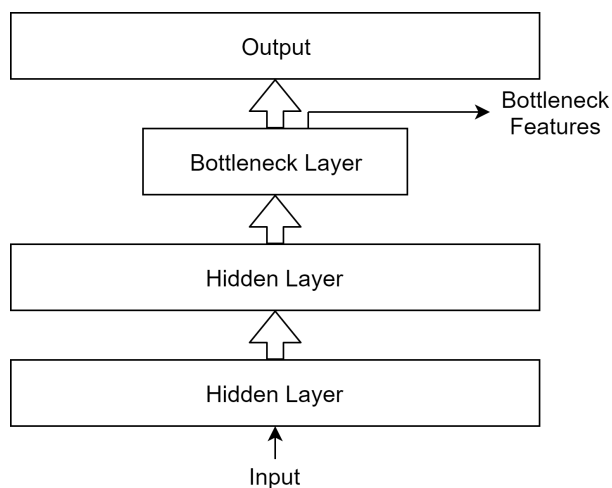 Output
Bottleneck
Features
Bottleneck Layer
Hidden Layer
Hidden Layer
Input